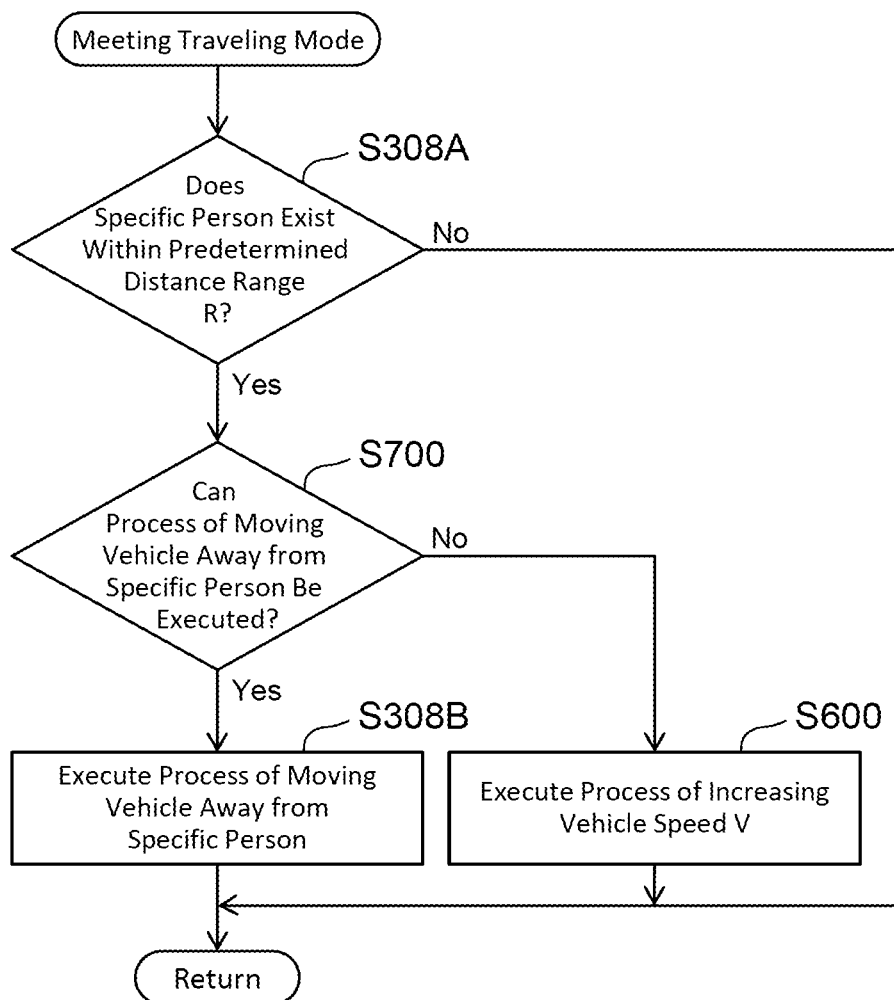 Meeting Traveling Mode
S308A
Does
Specific Person Exist
Within Predetermined
Distance Range
R?
No
Yes
S700
Can
Process of Moving
Vehicle Away from
Specific Person Be
Executed?
No
Yes
S308B
Execute Process of Moving
Vehicle Away from
Specific Person
S600
Execute Process of Increasing
Vehicle Speed V
Return